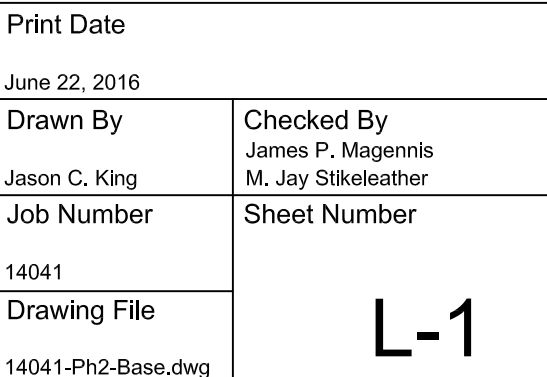 Print Date
June 22, 2016
Drawn By
Jason C. King
Checked By
James P. Magennis
M. Jay Stikeleather
Job Number
14041
Drawing File
14041-Ph2-Base.dwg
Sheet Number
L-1